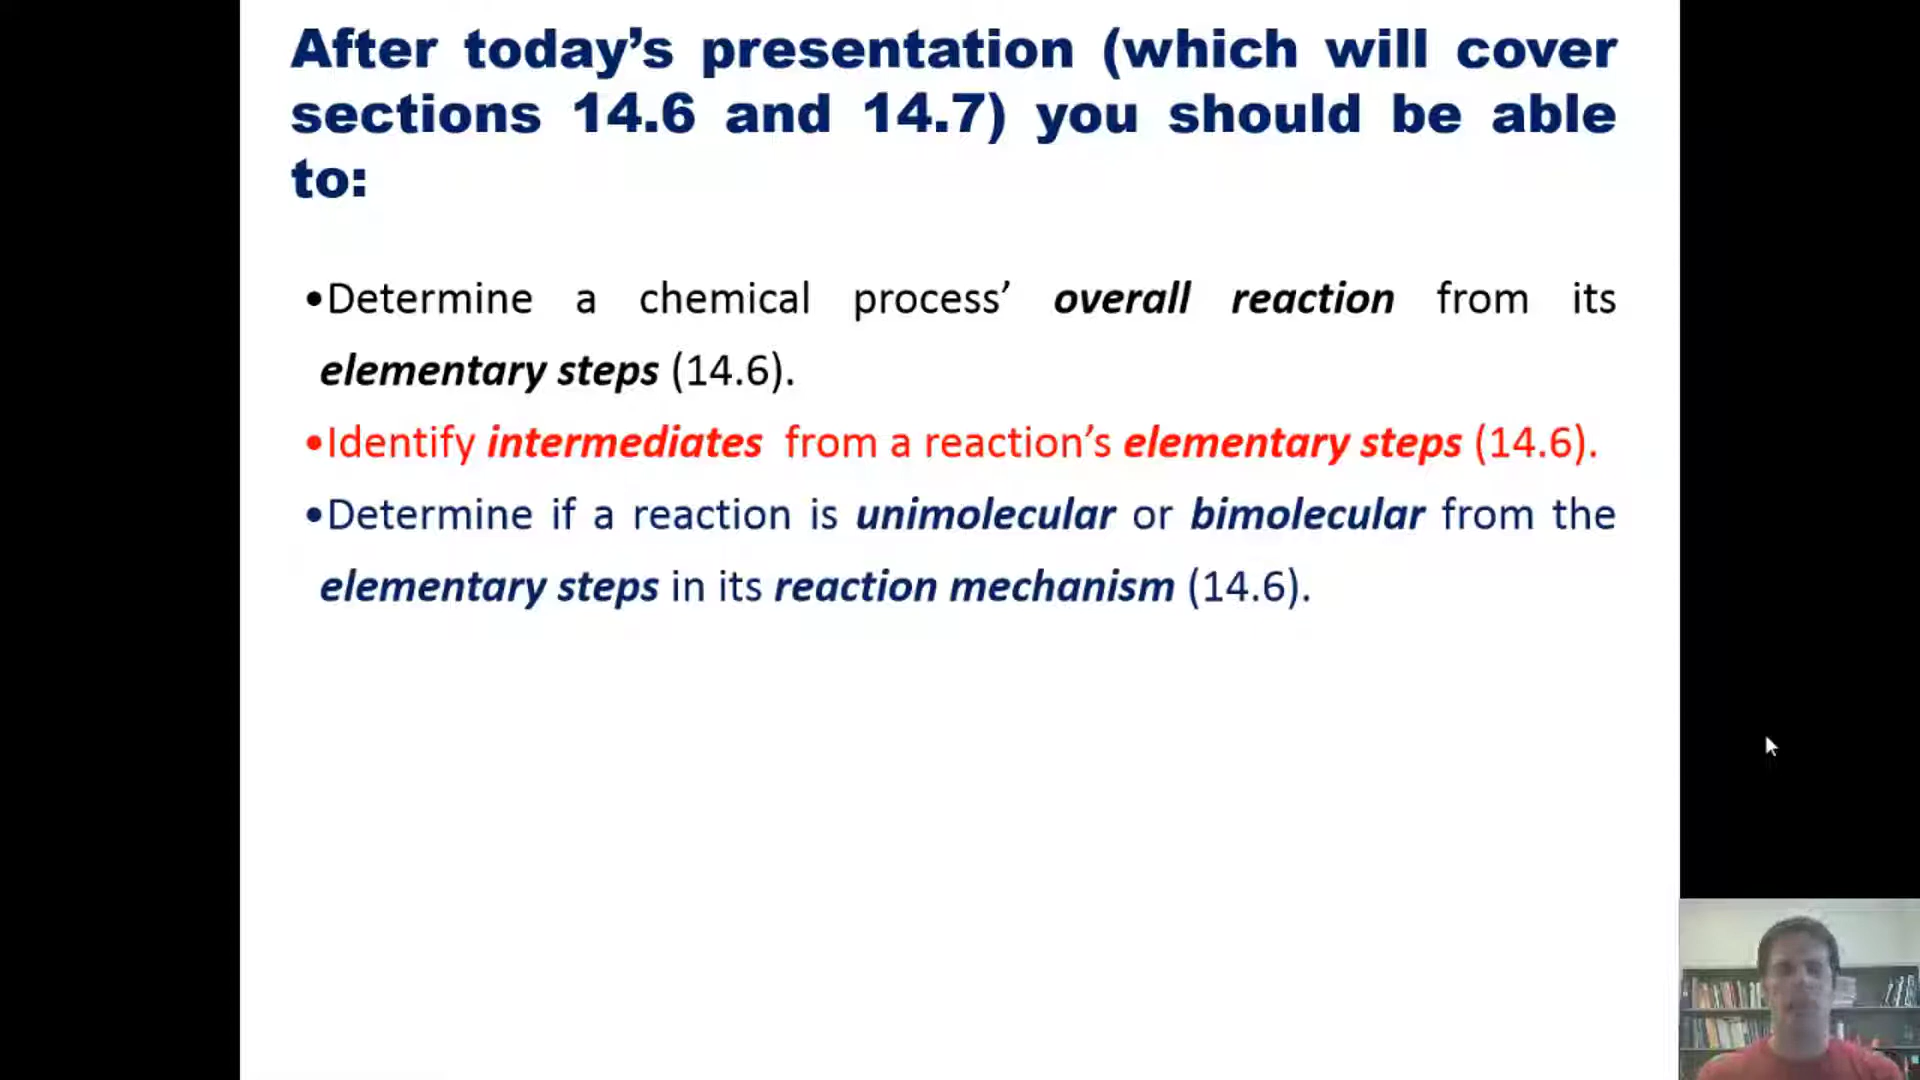 After today’s presentation (which will cover
sections 14.6 and 14.7) you should be able
to:
•Determine a chemical process’ overall reaction from its
elementary steps (14.6).
•Identify intermediates from a reaction’s elementary steps (14.6).
•Determine if a reaction is unimolecular or bimolecular from the
elementary steps in its reaction mechanism (14.6).